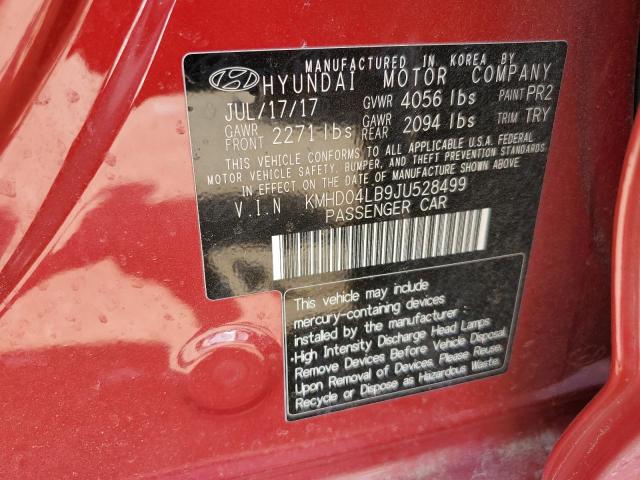 MANUFACTURED IN KOREA BY
HYUNDAI MOTOR COMPANY
JUL/17/17 GVWR 4056 lbs PAINT PR2
GAWR FRONT 2271 lbs GAWR REAR 2094 lbs TRIM TRY
THIS VEHICLE CONFORMS TO ALL APPLICABLE U.S.A. FEDERAL
MOTOR VEHICLE SAFETY, BUMPER, AND THEFT PREVENTION
STANDARDS IN EFFECT ON THE DATE OF MANUFACTURE SHOWN ABOVE.
V.I.N KMHD04LB9JU528499
PASSENGER CAR
This vehicle may include
mercury-containing devices
installed by the manufacturer :
·High Intensity Discharge Head Lamps
Remove Devices Before Vehicle Disposal.
Upon Removal of Devices, Please Reuse,
Recycle or Dispose as Hazardous Waste.